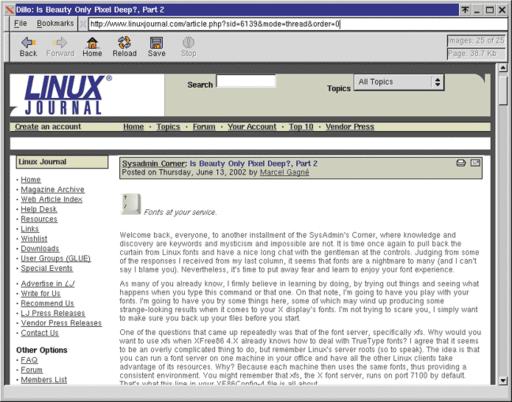 Dillo: Is Beauty Only Pixel Deep?, Part 2
File Bookmarks http://www.linuxjournal.com/article.php?sid=6139&mode=thread&order=0
Back Forward Home Reload Save Stop
Images: 25 of 25
Page: 38.7 Kb
LINUX
JOURNAL
®
Search
Topics All Topics
Create an account Home · Topics · Forum · Your Account · Top 10 · Vendor Press
Linux Journal
· Home
· Magazine Archive
· Web Article Index
· Help Desk
· Resources
· Links
· Wishlist
· Downloads
· User Groups (GLUE)
· Special Events
· Advertise in LJ
· Write for Us
· Recommend Us
· LJ Press Releases
· Vendor Press Releases
· Contact Us
Other Options
· FAQ
· Forum
· Members List
Sysadmin Corner: Is Beauty Only Pixel Deep?, Part 2
Posted on Thursday, June 13, 2002 by Marcel Gagné
Fonts at your service.
Welcome back, everyone, to another installment of the SysAdmin's Corner, where knowledge and
discovery are keywords and mysticism and impossible are not. It is time once again to pull back the
curtain from Linux fonts and have a nice long chat with the gentleman at the controls. Judging from some
of the responses I received from my last column, it seems that fonts are a nightmare to many (and I can't
say I blame you). Nevertheless, it's time to put away fear and learn to enjoy your font experience.
As many of you already know, I firmly believe in learning by doing, by trying out things and seeing what
happens when you type this command or that one. On that note, I'm going to have you play with your
fonts. I'm going to have you try some things here, some of which may wind up producing some
strange-looking results when it comes to your X display's fonts. I'm not trying to scare you, I simply want
to make sure you back up your files before you start.
One of the questions that came up repeatedly was that of the font server, specifically xfs. Why would you
want to use xfs when XFree86 4.X already knows how to deal with TrueType fonts? I agree that it seems
to be an overly complicated thing to do, but remember Linux's server roots (so to speak). The idea is that
you can run a font server on one machine in your office and have all the other Linux clients take
advantage of its resources. Why? Because each machine then uses the same fonts, thus providing a
consistent environment. You might remember that xfs, the X font server, runs on port 7100 by default.
That's what this line in your XF86Config-4 file is all about.